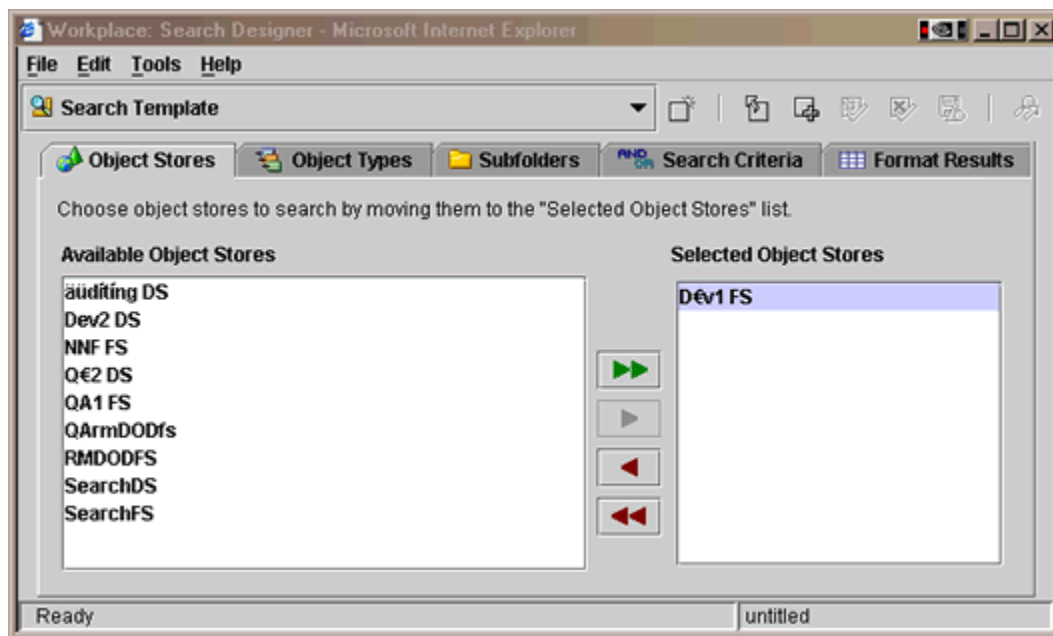 Workplace: Search Designer - Microsoft Internet Explorer
File Edit Tools Help
Search Template
Object Stores Object Types Subfolders AND OR Search Criteria Format Results
Choose object stores to search by moving them to the "Selected Object Stores" list.
Available Object Stores Selected Object Stores
äüdítíng DS
D€v1 FS
Dev2 DS
NNF FS
Q€2 DS
QA1 FS
QArmDODfs
RMDODFS
SearchDS
SearchFS
Ready untitled